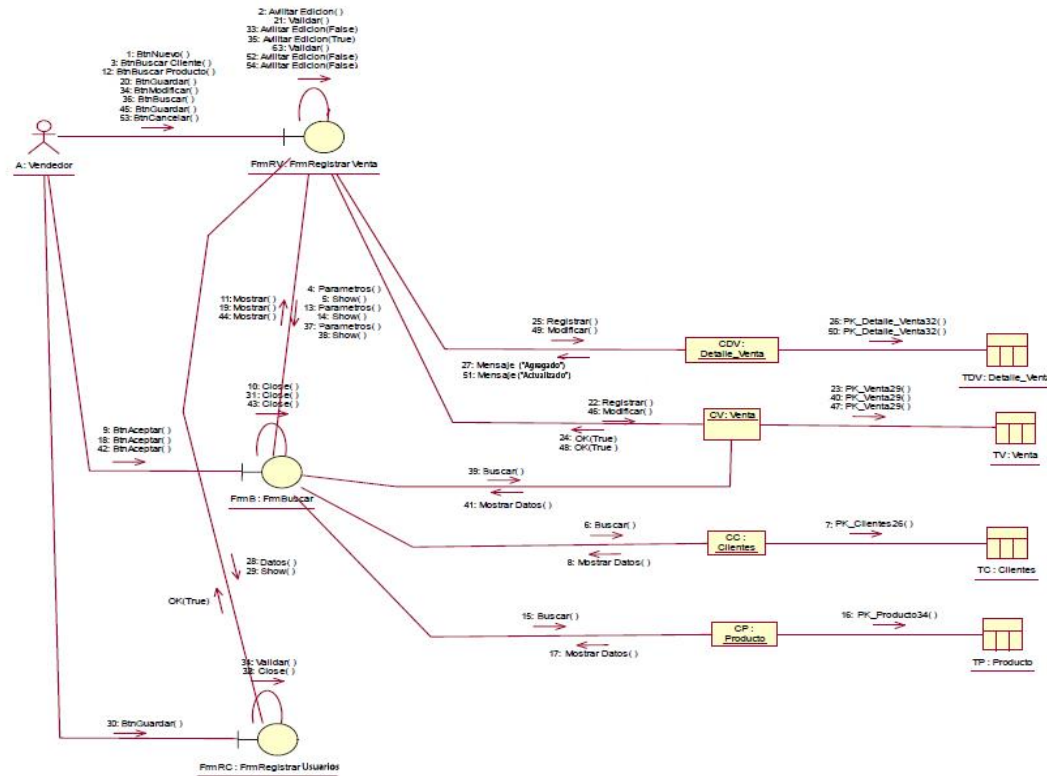 2: Avilitar Edicion( )
21: Validar( )
33: Avilitar Edicion(False)
35: Avilitar Edicion(True)
63: Validar( )
52: Avilitar Edicion(False)
54: Avilitar Edicion(False)
1: BtnNuevo( )
3: BtnBuscar Cliente( )
12: BtnBuscar Producto( )
20: BtnGuardar( )
34: BtnModificar( )
36: BtnBuscar( )
45: BtnGuardar( )
53: BtnCancelar( )
A: Vendedor
FrmRV: FrmRegistrar Venta
11: Mostrar( )
19: Mostrar( )
44: Mostrar( )
4: Parametros( )
5: Show( )
13: Parametros( )
14: Show( )
37: Parametros( )
38: Show( )
25: Registrar( )
49: Modificar( )
27: Mensaje ("Agregado")
51: Mensaje ("Actualizado")
CDV :
Detalle_Venta
26: PK_Detalle_Venta32( )
50: PK_Detalle_Venta32( )
TDV: Detalle_Venta
10: Close( )
31: Close( )
43: Close( )
22: Registrar( )
46: Modificar( )
24: OK(True)
48: OK(True )
CV: Venta
23: PK_Venta29( )
40: PK_Venta29( )
47: PK_Venta29( )
TV: Venta
9: BtnAceptar( )
18: BtnAceptar( )
42: BtnAceptar( )
FrmB : FrmBuscar
39: Buscar( )
41: Mostrar Datos( )
6: Buscar( )
8: Mostrar Datos( )
CC :
Clientes
7: PK_Clientes26( )
TC : Clientes
28: Datos( )
29: Show( )
OK(True)
15: Buscar( )
17: Mostrar Datos( )
CP :
Producto
16: PK_Producto34( )
TP : Producto
Validar( )
Close( )
30: BtnGuardar( )
FrmRC : FrmRegistrar Usuarios